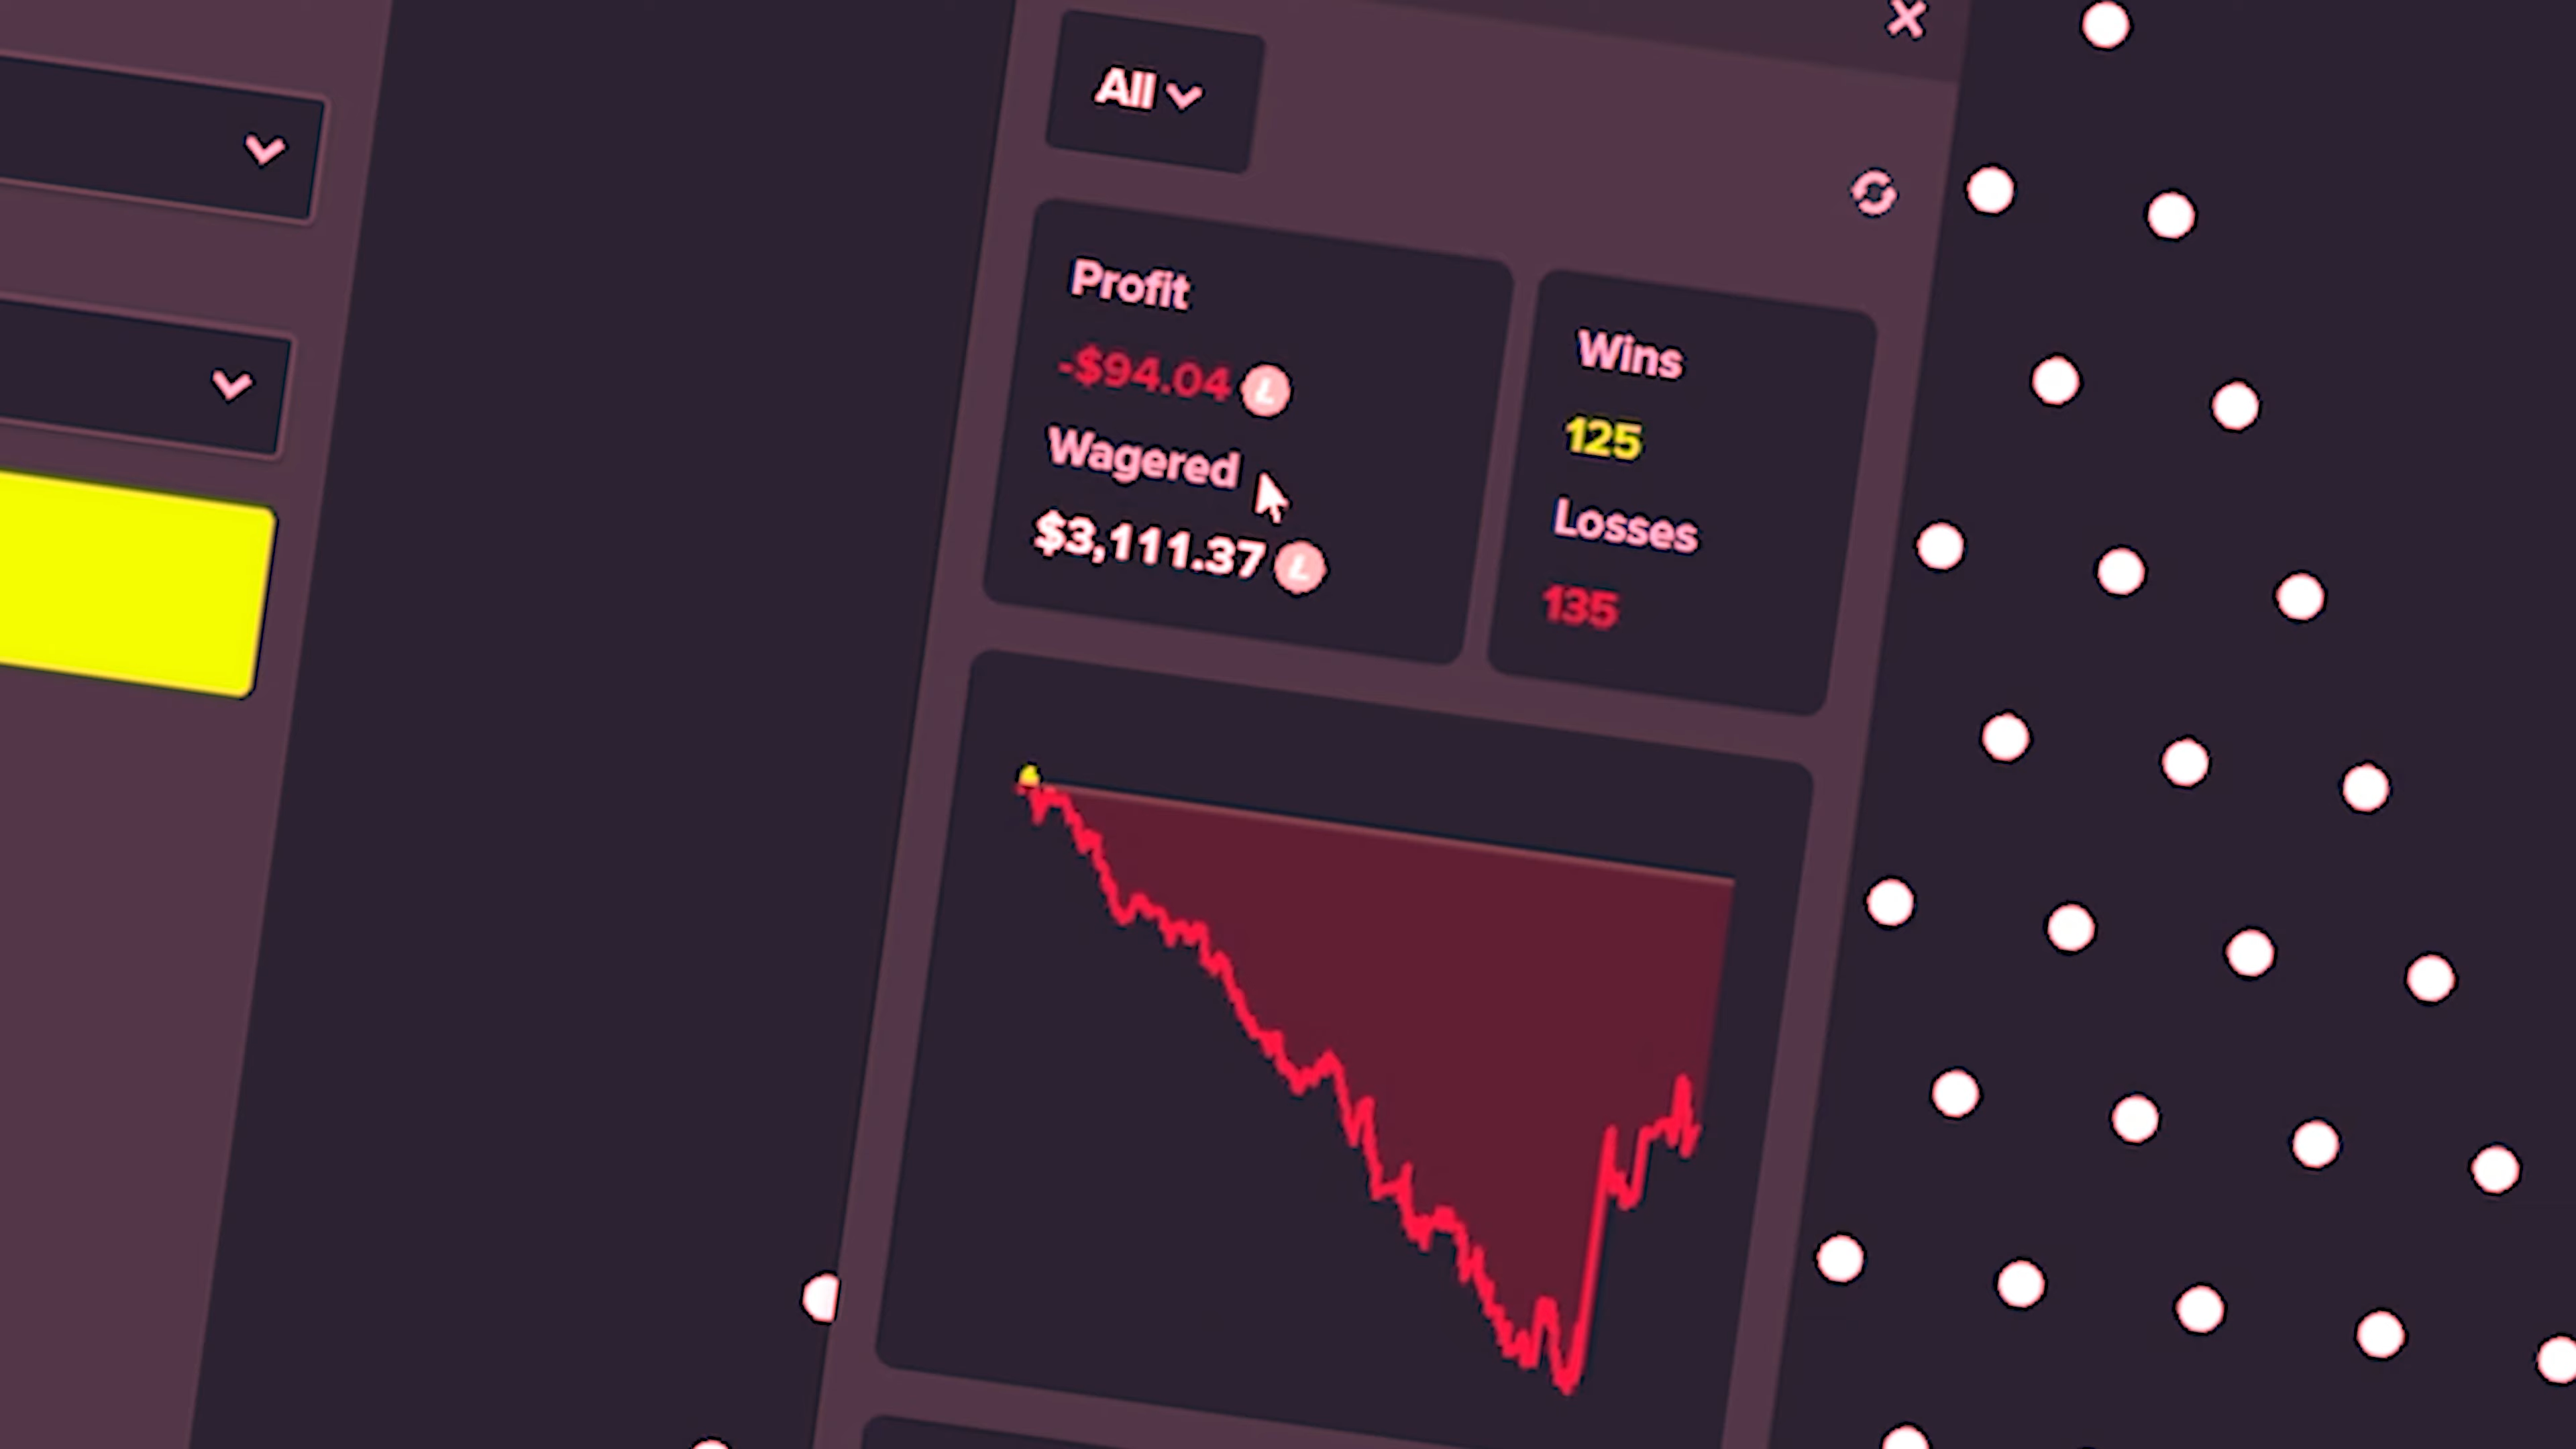 All
Profit
-$94.04
Wagered
$3,111.37
Wins
125
Losses
135